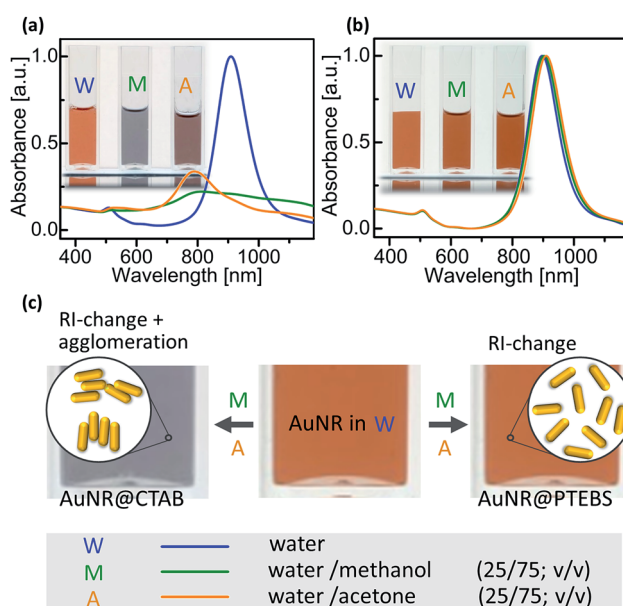 (a)
(b)
W M A
W M A
1.0
0.5
0.0
Absorbance [a.u.]
400 600 800 1000
Wavelength [nm]
1.0
0.5
0.0
Absorbance [a.u.]
400 600 800 1000
Wavelength [nm]
(c)
RI-change +
agglomeration
RI-change
M
A
AuNR in W
M
A
AuNR@CTAB
AuNR@PTEBS
W water
M water /methanol (25/75; v/v)
A water /acetone (25/75; v/v)